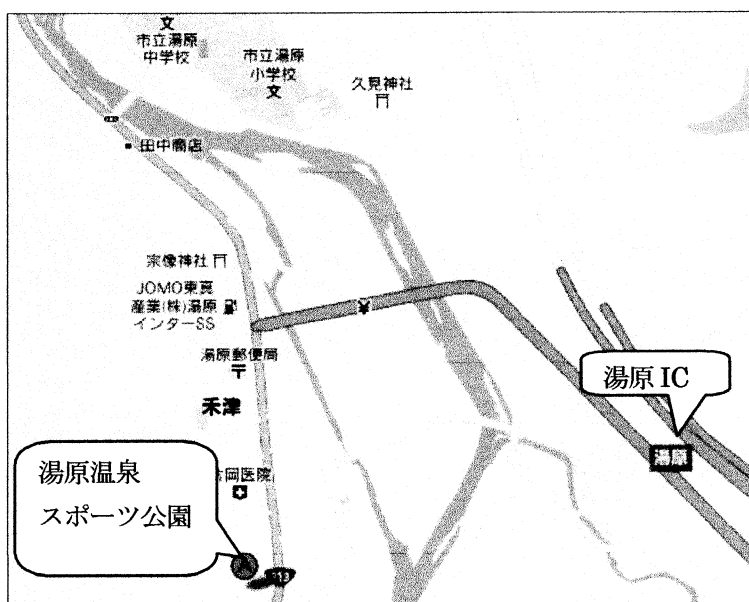 文
市立湯原
中学校
市立湯原
小学校
文
久見神社
田中商店
宗像神社
JOMO東真
産業(株)湯原
インターSS
湯原郵便局
〒
禾津
湯原IC
湯原
湯原温泉
スポーツ公園
岡医院
313